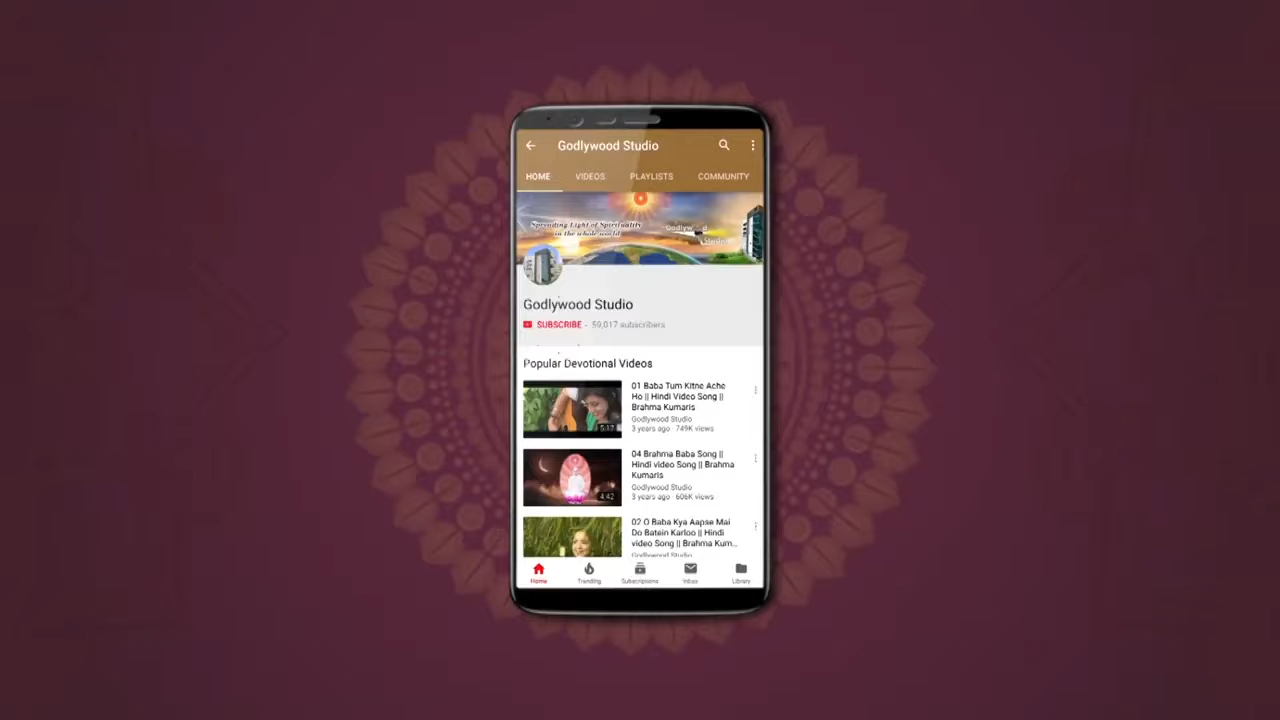 Godlywood Studio
HOME VIDEOS PLAYLISTS COMMUNITY
Spreading Light of Spirituality
in the whole world
Godlyw d
Studio
Godlywood Studio
SUBSCRIBE - 59,017 subscribers
Popular Devotional Videos
01 Baba Tum Kitne Ache
Ho || Hindi Video Song ||
Brahma Kumaris
Godlywood Studio
3 years ago · 749K views
5:17
04 Brahma Baba Song ||
Hindi video Song || Brahma
Kumaris
Godlywood Studio
3 years ago · 606K views
4:42
02 O Baba Kya Aapse Mai
Do Batein Karloo || Hindi
video Song || Brahma Kum...
Godlywood Studio
Home Trending Subscriptions Inbox Library